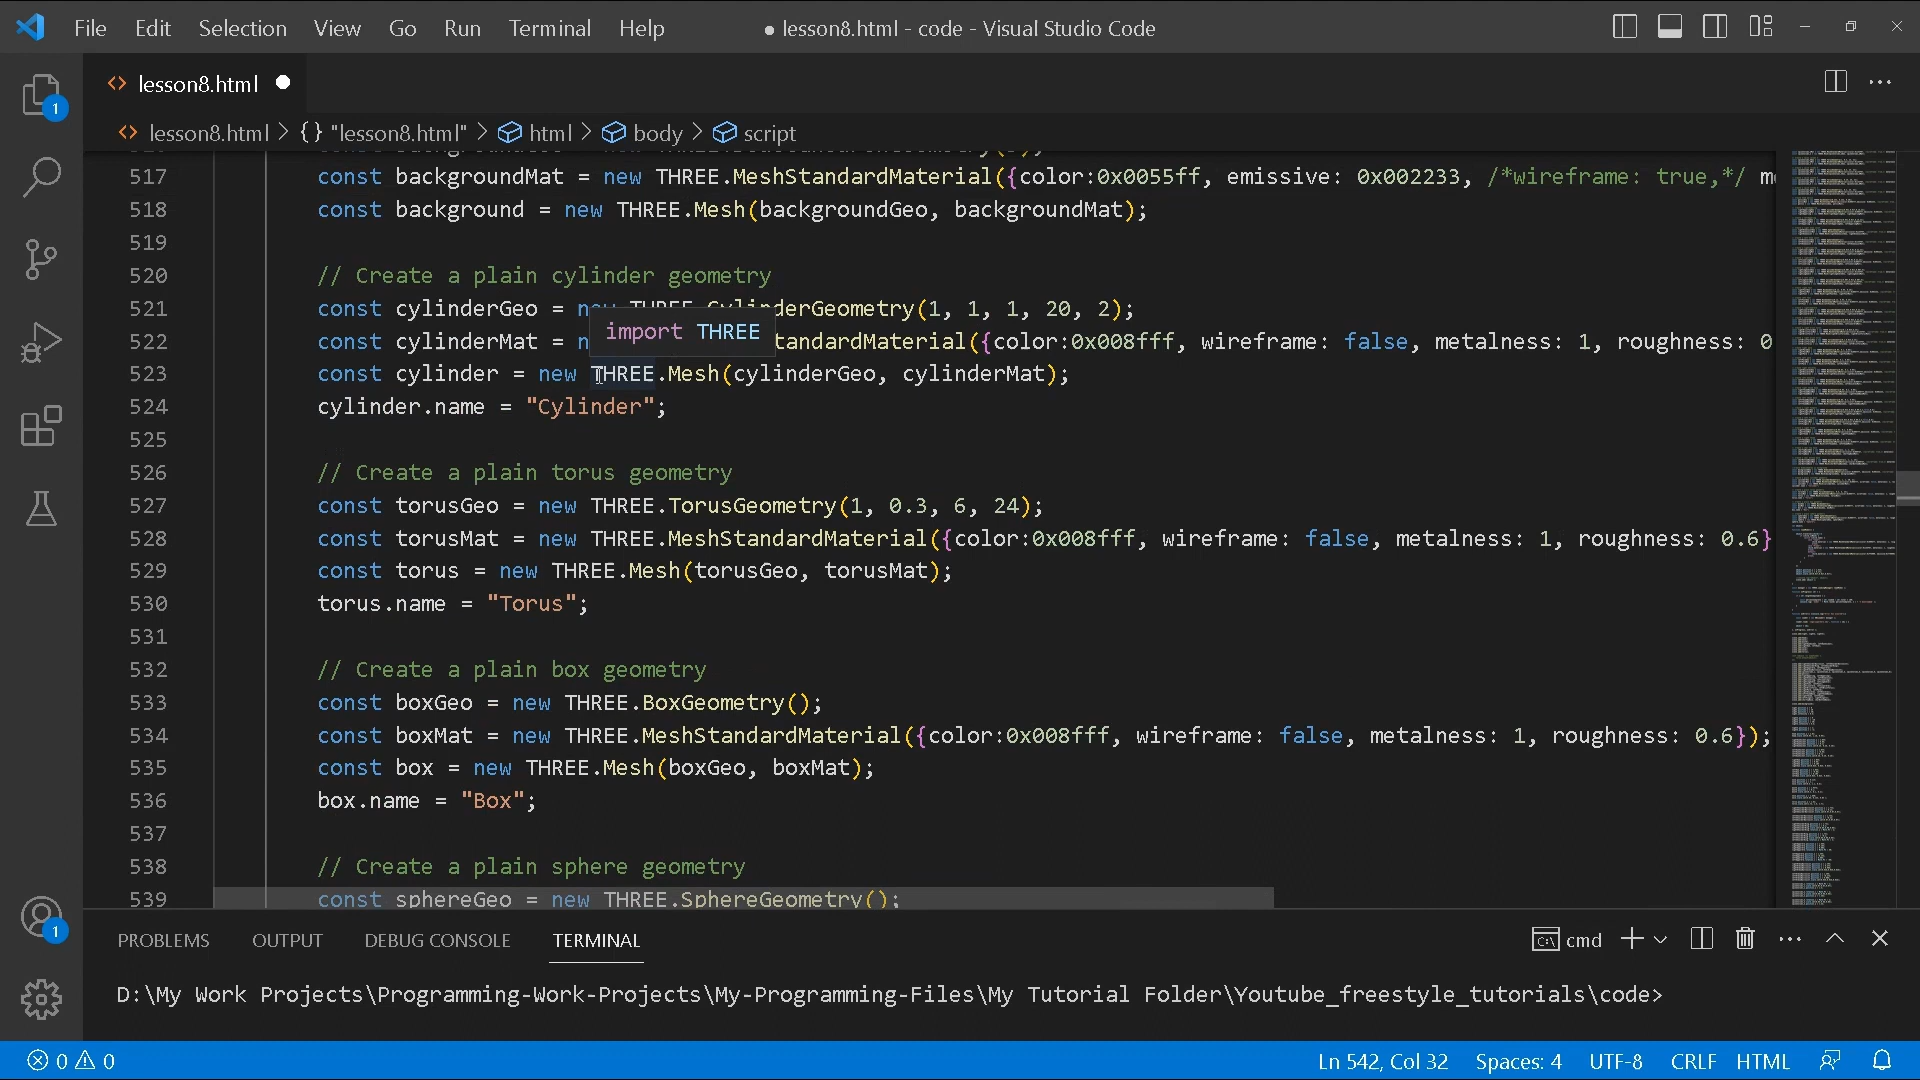 File Edit Selection View Go Run Terminal Help ● lesson8.html - code - Visual Studio Code
lesson8.html
lesson8.html > {} "lesson8.html" > html > body > script
517 const backgroundMat = new THREE.MeshStandardMaterial({color:0x0055ff, emissive: 0x002233, /*wireframe: true,*/
518 const background = new THREE.Mesh(backgroundGeo, backgroundMat);
519
520 // Create a plain cylinder geometry
521 const cylinderGeo = new THREE.CylinderGeometry(1, 1, 1, 20, 2);
import THREE
522 const cylinderMat = tandardMaterial({color:0x008fff, wireframe: false, metalness: 1, roughness: 0
523 const cylinder = new THREE.Mesh(cylinderGeo, cylinderMat);
524 cylinder.name = "Cylinder";
525
526 // Create a plain torus geometry
527 const torusGeo = new THREE.TorusGeometry(1, 0.3, 6, 24);
528 const torusMat = new THREE.MeshStandardMaterial({color:0x008fff, wireframe: false, metalness: 1, roughness: 0.6}
529 const torus = new THREE.Mesh(torusGeo, torusMat);
530 torus.name = "Torus";
531
532 // Create a plain box geometry
533 const boxGeo = new THREE.BoxGeometry();
534 const boxMat = new THREE.MeshStandardMaterial({color:0x008fff, wireframe: false, metalness: 1, roughness: 0.6});
535 const box = new THREE.Mesh(boxGeo, boxMat);
536 box.name = "Box";
537
538 // Create a plain sphere geometry
539 const sphereGeo = new THREE.SphereGeometry();
1
1
PROBLEMS OUTPUT DEBUG CONSOLE TERMINAL cmd
D:\My Work Projects\Programming-Work-Projects\My-Programming-Files\My Tutorial Folder\Youtube_freestyle_tutorials\code>
0 0 Ln 542, Col 32 Spaces: 4 UTF-8 CRLF HTML